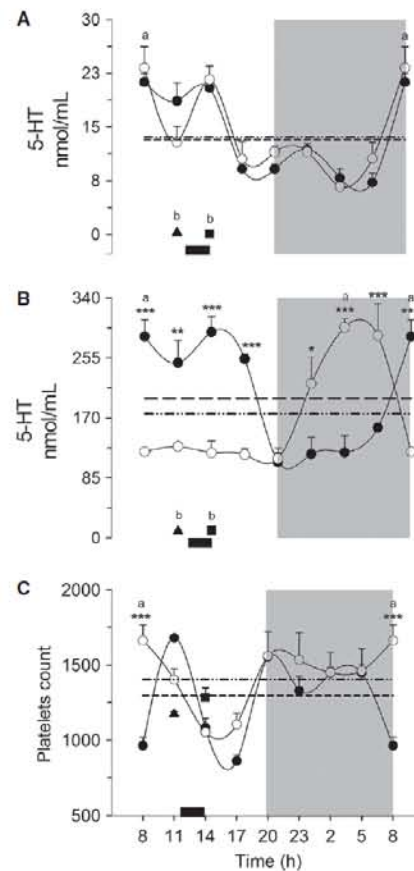 A
30
a
a
23
15
8
0
5-HT
nmol/mL
b
b
B
340
a
***
**
***
***
*
a
***
***
a
***
255
170
85
0
5-HT
nmol/mL
b
b
C
2000
a
***
a
***
1500
1000
500
Platelets count
8 11 14 17 20 23 2 5 8
Time (h)